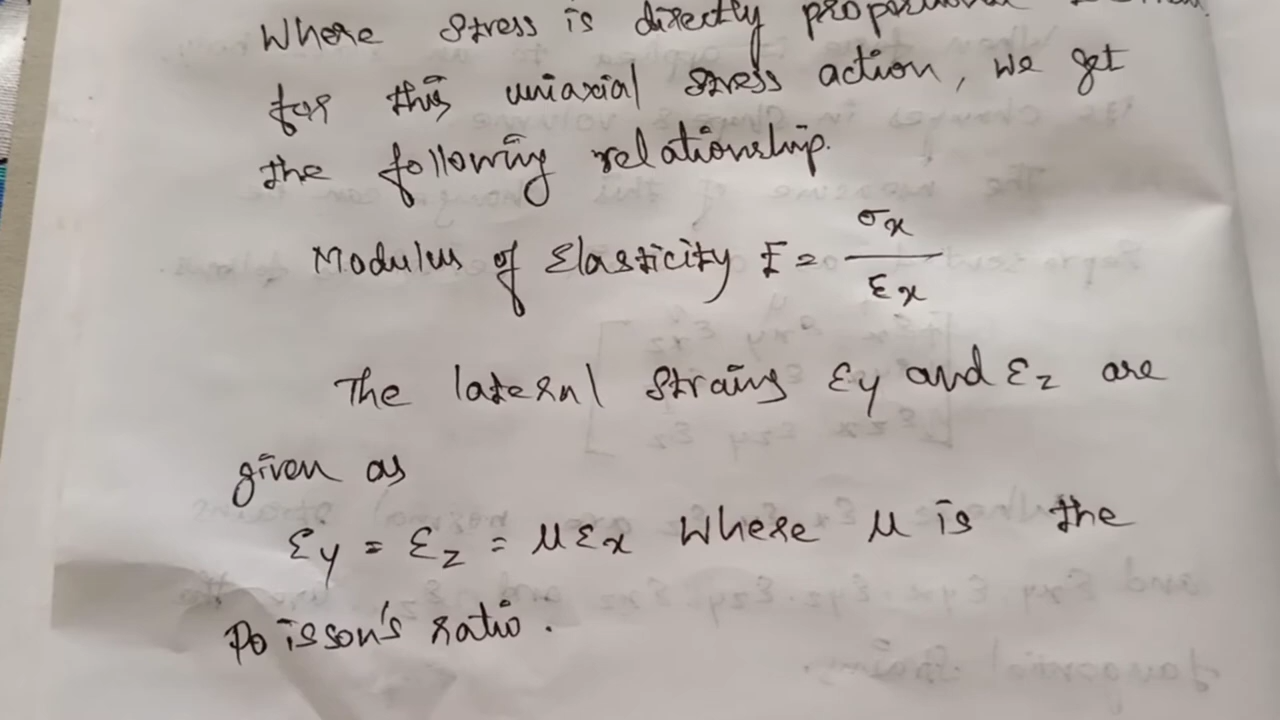 Where stress is directly proportional
for this uniaxial stress action, we get
the following relationship.
Modulus of Elasticity E = σx / εx
The lateral strains εy and εz are
given as
εy = εz = μεx where μ is the
Poisson's ratio.